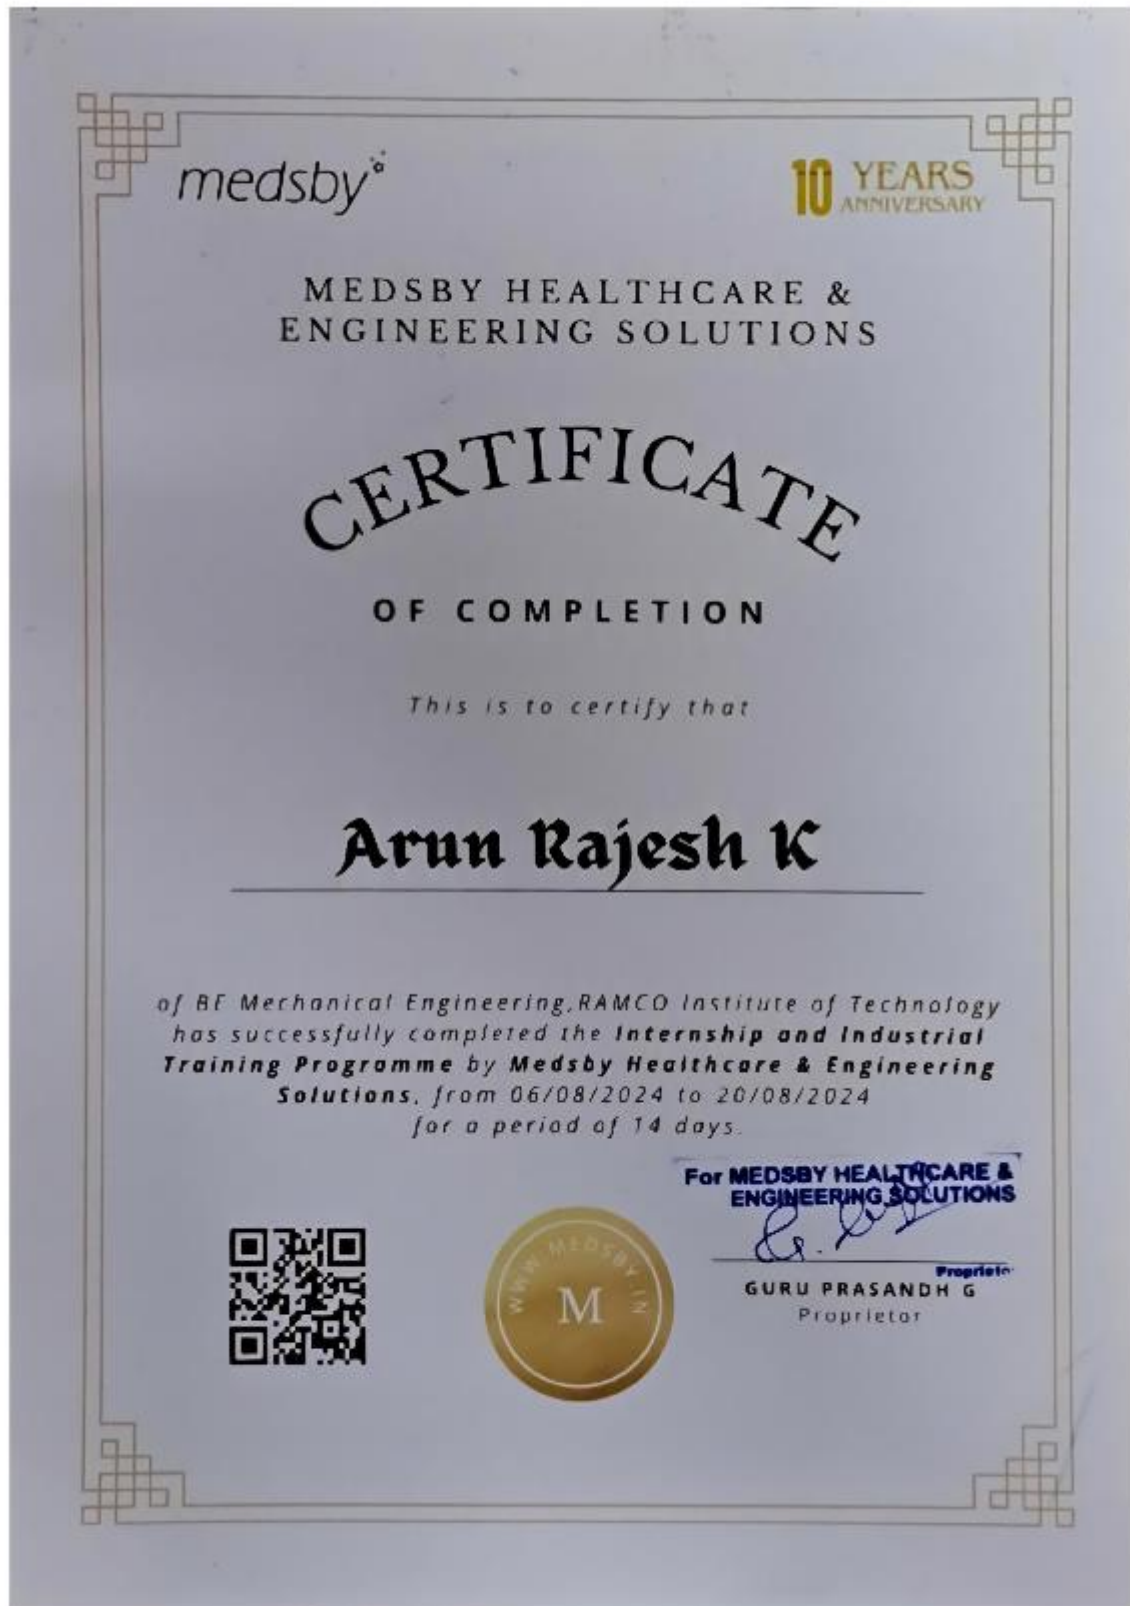 medsby
10 YEARS
ANNIVERSARY
MEDSBY HEALTHCARE &
ENGINEERING SOLUTIONS
CERTIFICATE
OF COMPLETION
This is to certify that
Arun Rajesh K
of BE Mechanical Engineering,RAMCO Institute of Technology
has successfully completed the Internship and Industrial
Training Programme by Medsby Healthcare & Engineering
Solutions, from 06/08/2024 to 20/08/2024
for a period of 14 days.
For MEDSBY HEALTHCARE &
ENGINEERING SOLUTIONS
Proprietor
GURU PRASANDH G
Proprietor
WWW.MEDSBY.IN
M